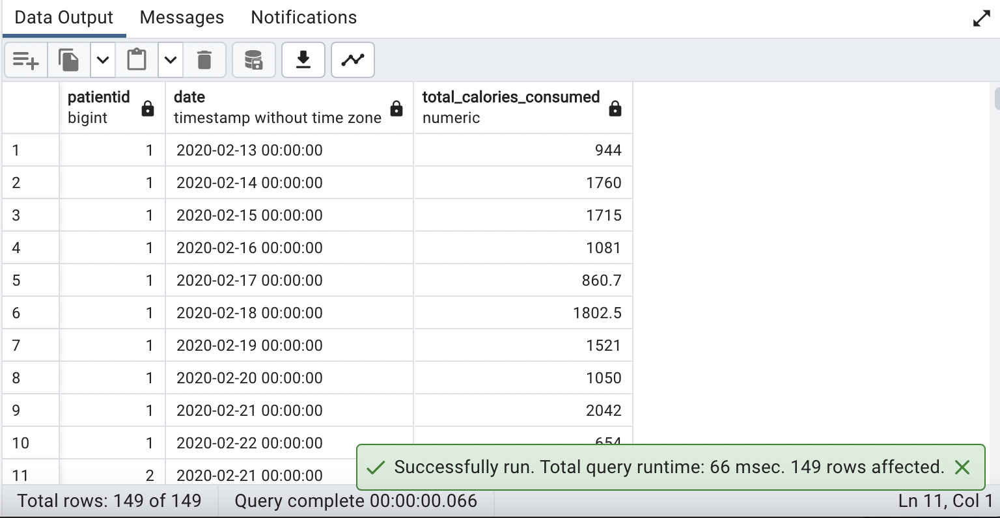 Data Output Messages Notifications
patientid date total_calories_consumed
bigint timestamp without time zone numeric
1 1 2020-02-13 00:00:00 944
2 1 2020-02-14 00:00:00 1760
3 1 2020-02-15 00:00:00 1715
4 1 2020-02-16 00:00:00 1081
5 1 2020-02-17 00:00:00 860.7
6 1 2020-02-18 00:00:00 1802.5
7 1 2020-02-19 00:00:00 1521
8 1 2020-02-20 00:00:00 1050
9 1 2020-02-21 00:00:00 2042
10 1 2020-02-22 00:00:00 654
11 2 2020-02-21 00:00:00
Successfully run. Total query runtime: 66 msec. 149 rows affected.
Total rows: 149 of 149 Query complete 00:00:00.066 Ln 11, Col 1